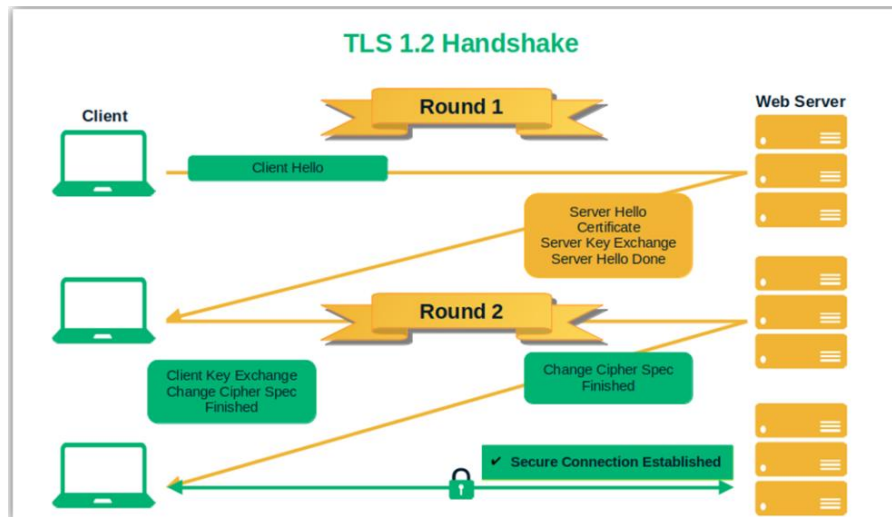 TLS 1.2 Handshake
Round 1
Client
Web Server
Client Hello
Server Hello
Certificate
Server Key Exchange
Server Hello Done
Round 2
Client Key Exchange
Change Cipher Spec
Finished
Change Cipher Spec
Finished
✔ Secure Connection Established